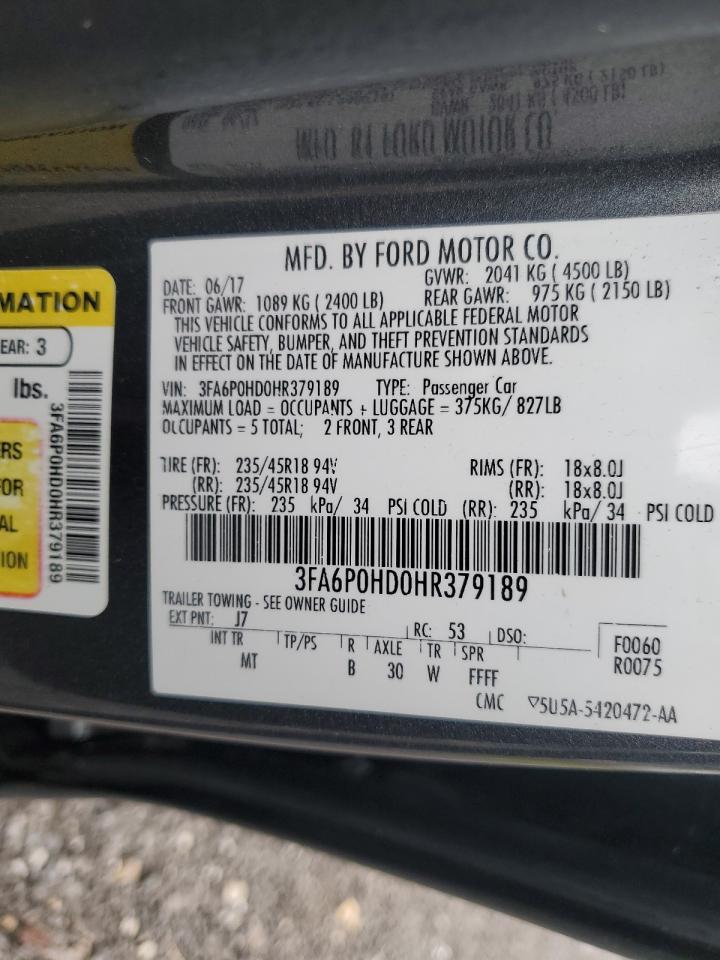 MFD. BY FORD MOTOR CO.
DATE: 06/17 GVWR: 2041 KG ( 4500 LB)
FRONT GAWR: 1089 KG ( 2400 LB) REAR GAWR: 975 KG ( 2150 LB)
THIS VEHICLE CONFORMS TO ALL APPLICABLE FEDERAL MOTOR
VEHICLE SAFETY, BUMPER, AND THEFT PREVENTION STANDARDS
IN EFFECT ON THE DATE OF MANUFACTURE SHOWN ABOVE.
VIN: 3FA6P0HD0HR379189 TYPE: Passenger Car
MAXIMUM LOAD = OCCUPANTS + LUGGAGE = 375KG/ 827LB
OCCUPANTS = 5 TOTAL; 2 FRONT, 3 REAR
TIRE (FR): 235/45R18 94V RIMS (FR): 18x8.0J
(RR): 235/45R18 94V (RR): 18x8.0J
PRESSURE (FR): 235 kPa/ 34 PSI COLD (RR): 235 kPa/ 34 PSI COLD
3FA6P0HD0HR379189
TRAILER TOWING - SEE OWNER GUIDE
EXT PNT: J7 RC: 53 DSO: F0060
INT TR TP/PS R AXLE TR SPR R0075
MT B 30 W FFFF
CMC ▽5U5A-5420472-AA
MATION
EAR: 3
lbs.
3FA6P0HD0HR379189
ERS
FOR
AL
ION